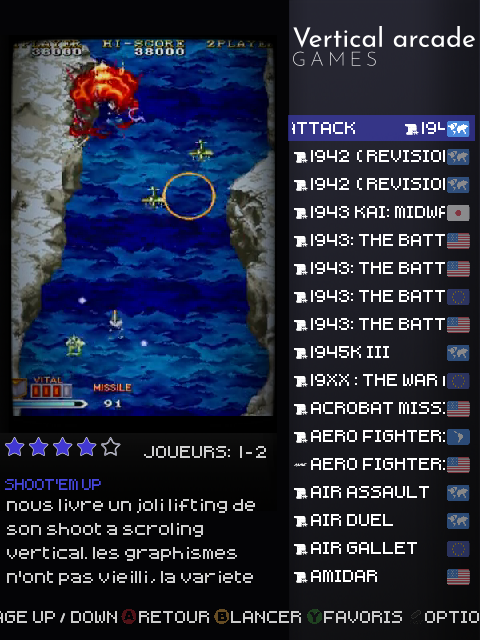 Vertical arcade
GAMES
HI-SCORE 2PLAY
38000 38000
VITAL
MISSILE
91
JOUEURS: 1-2
SHOOT'EM UP
nous livre un joli lifting de
son shoot a scroling
vertical. les graphismes
n'ont pas vieilli, la variete
ATTACK 194
1942 (REVISIO
1942 (REVISIO
1943 KAI: MIDWA
1943: THE BATT
1943: THE BATT
1943: THE BATT
1943: THE BATT
1945K III
19XX : THE WAR
ACROBAT MISS
AERO FIGHTER
AERO FIGHTER
AIR ASSAULT
AIR DUEL
AIR GALLET
AMIDAR
AGE UP / DOWN A RETOUR B LANCER Y FAVORIS OPTIO